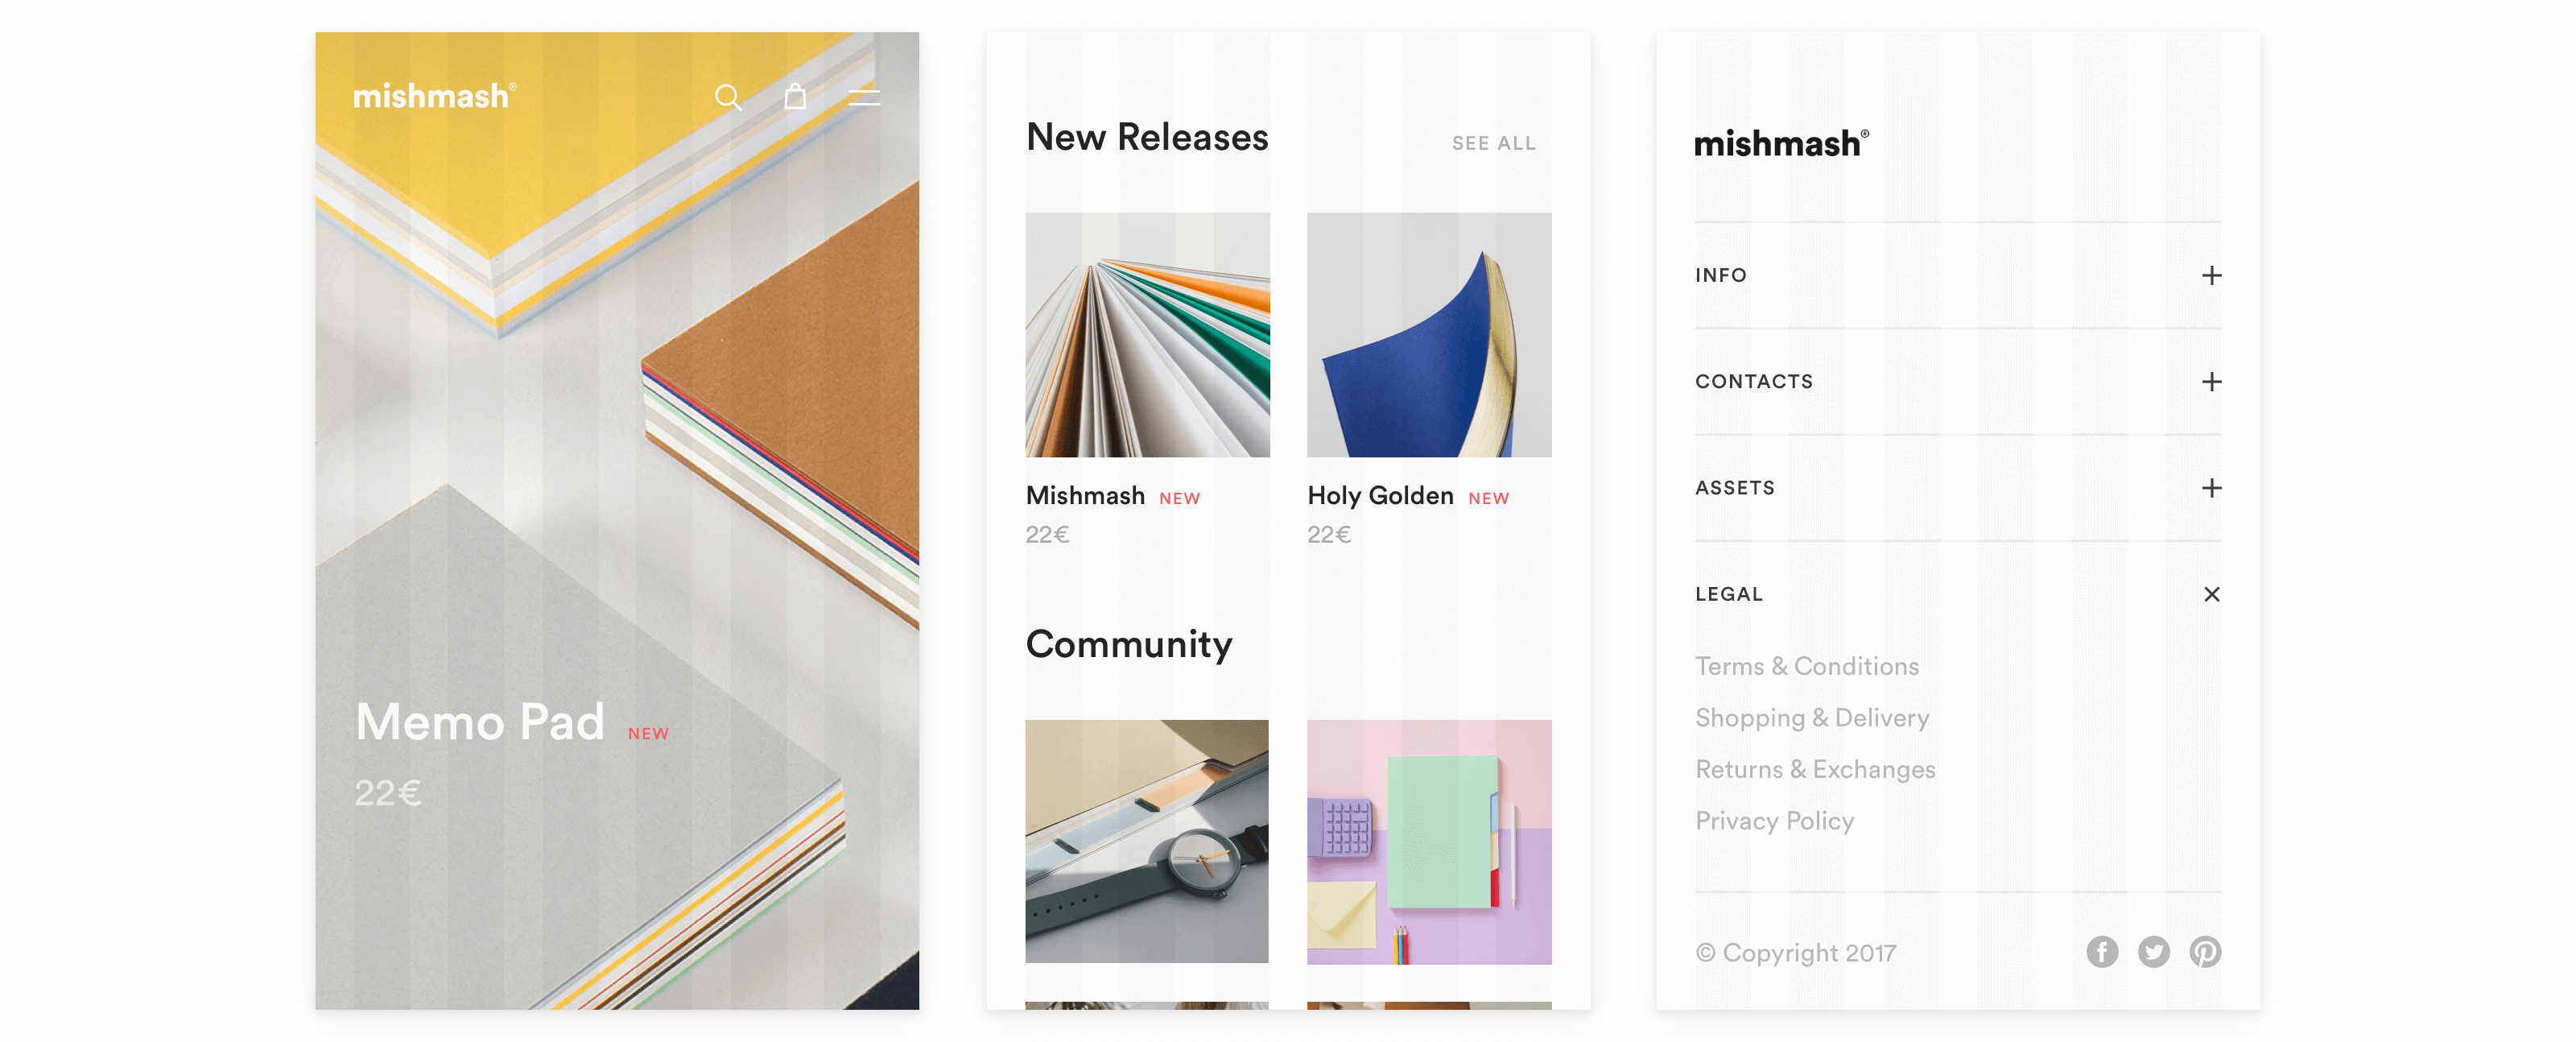 mishmash®
Memo Pad NEW
22€
New Releases SEE ALL
Mishmash NEW
22€
Holy Golden NEW
22€
Community
mishmash®
INFO
CONTACTS
ASSETS
LEGAL
Terms & Conditions
Shopping & Delivery
Returns & Exchanges
Privacy Policy
© Copyright 2017